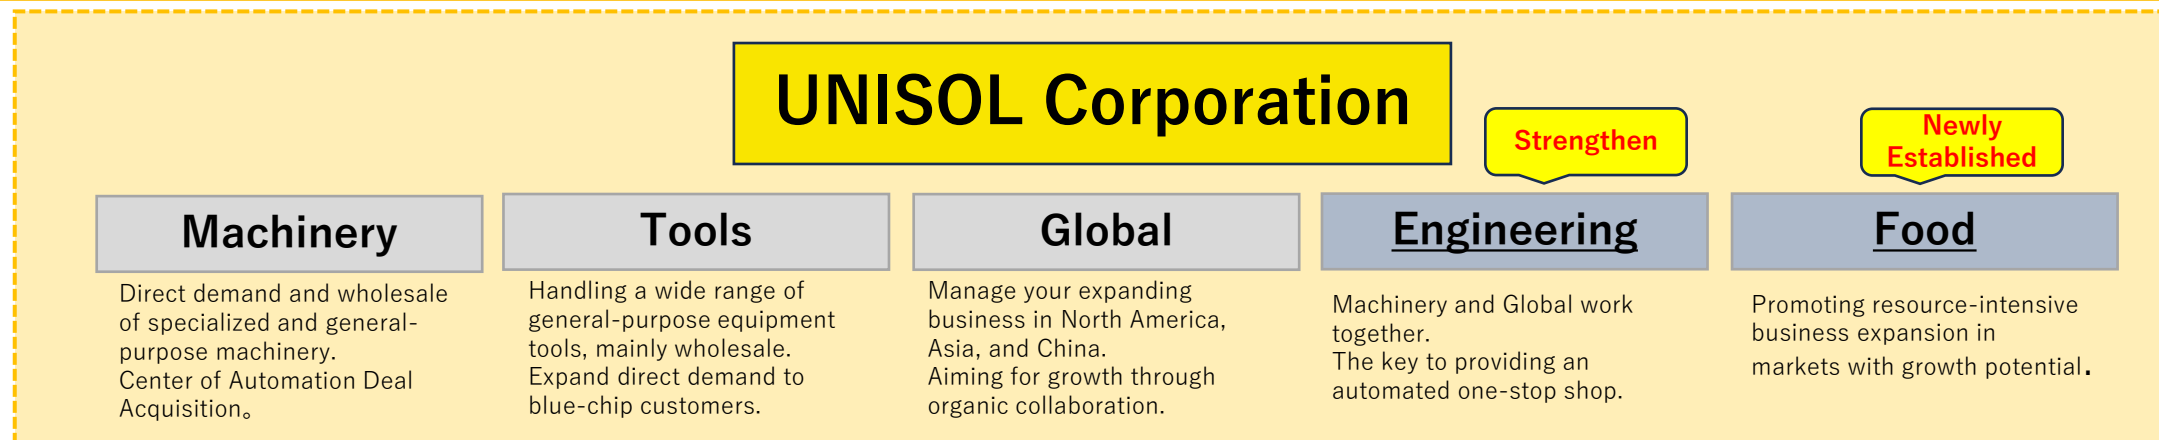 UNISOL Corporation
Strengthen
Newly
Established
Machinery
Tools
Global
Engineering
Food
Direct demand and wholesale
of specialized and general-
purpose machinery.
Center of Automation Deal
Acquisition。
Handling a wide range of
general-purpose equipment
tools, mainly wholesale.
Expand direct demand to
blue-chip customers.
Manage your expanding
business in North America,
Asia, and China.
Aiming for growth through
organic collaboration.
Machinery and Global work
together.
The key to providing an
automated one-stop shop.
Promoting resource-intensive
business expansion in
markets with growth potential.